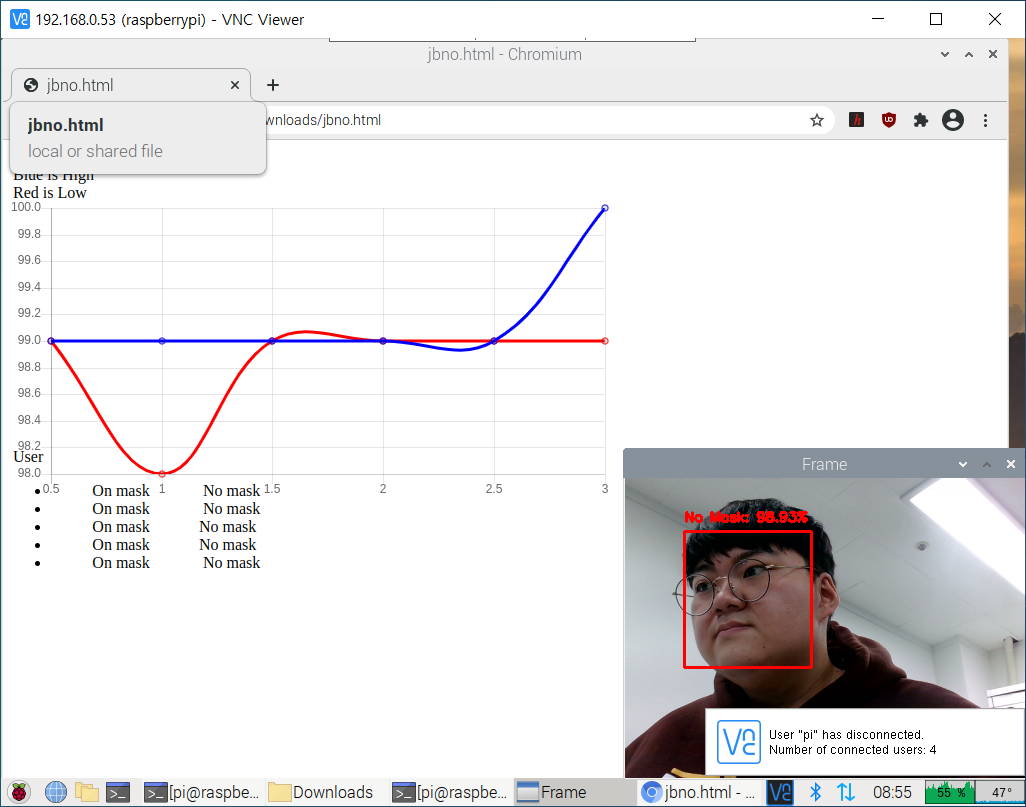 192.168.0.53 (raspberrypi) - VNC Viewer
jbno.html - Chromium
jbno.html
wnloads/jbno.html
jbno.html
local or shared file
Blue is High
Red is Low
100.0
99.8
99.6
99.4
99.2
99.0
98.8
98.6
98.4
98.2
User
98.0
0.5 1 1.5 2 2.5 3
On mask No mask
On mask No mask
On mask No mask
On mask No mask
On mask No mask
Frame
No Mask: 98.93%
User "pi" has disconnected.
Number of connected users: 4
[pi@raspbe... Downloads [pi@raspbe... Frame jbno.html - ... 08:55 55 % 47°